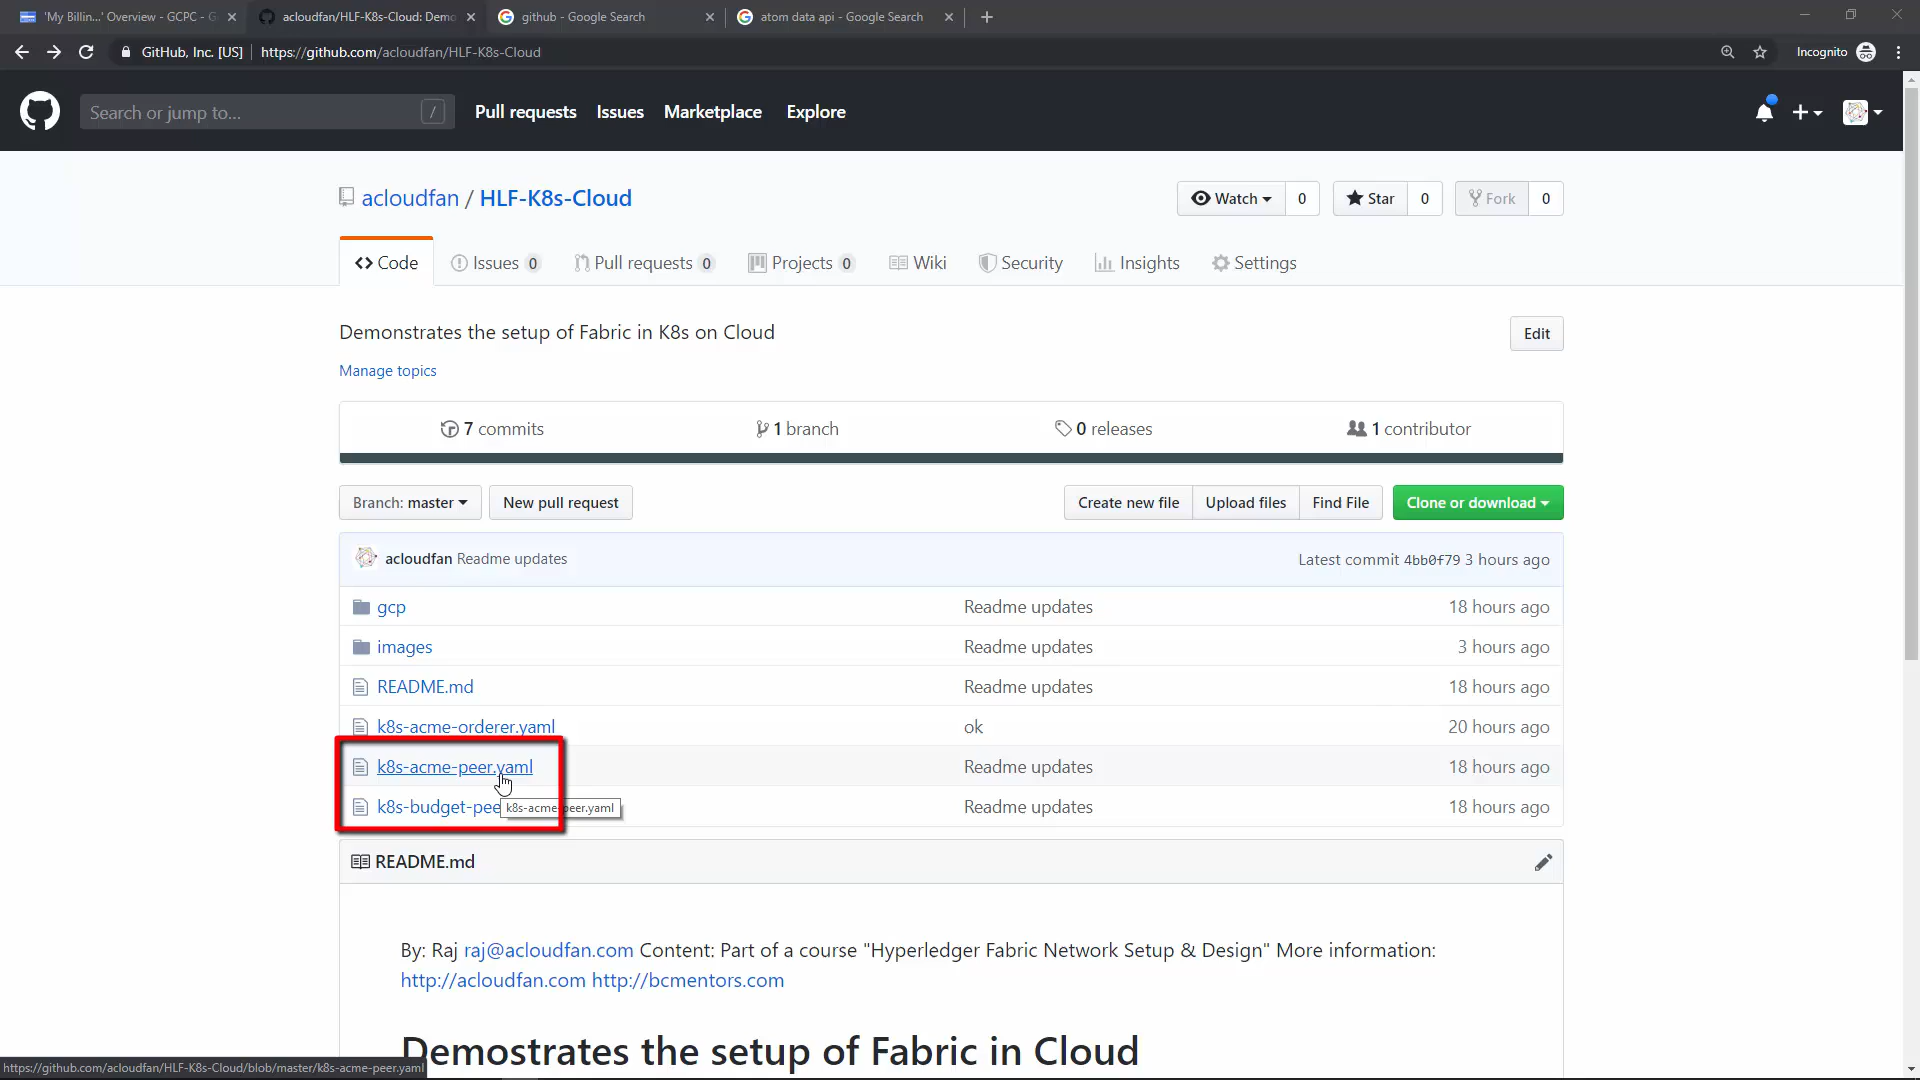 'My Billin...' Overview - GCPC - G
acloudfan/HLF-K8s-Cloud: Demo
github - Google Search
atom data api - Google Search
GitHub, Inc. [US]
https://github.com/acloudfan/HLF-K8s-Cloud
Incognito
Search or jump to...
/
Pull requests
Issues
Marketplace
Explore
acloudfan / HLF-K8s-Cloud
Watch 0
Star 0
Fork 0
Code
Issues 0
Pull requests 0
Projects 0
Wiki
Security
Insights
Settings
Demonstrates the setup of Fabric in K8s on Cloud
Edit
Manage topics
7 commits
1 branch
0 releases
1 contributor
Branch: master
New pull request
Create new file
Upload files
Find File
Clone or download
acloudfan Readme updates
Latest commit 4bb0f79 3 hours ago
gcp Readme updates 18 hours ago
images Readme updates 3 hours ago
README.md Readme updates 18 hours ago
k8s-acme-orderer.yaml ok 20 hours ago
k8s-acme-peer.yaml Readme updates 18 hours ago
k8s-budget-pee Readme updates 18 hours ago
k8s-acme-peer.yaml
README.md
By: Raj raj@acloudfan.com Content: Part of a course "Hyperledger Fabric Network Setup & Design" More information:
http://acloudfan.com http://bcmentors.com
Demostrates the setup of Fabric in Cloud
https://github.com/acloudfan/HLF-K8s-Cloud/blob/master/k8s-acme-peer.yaml